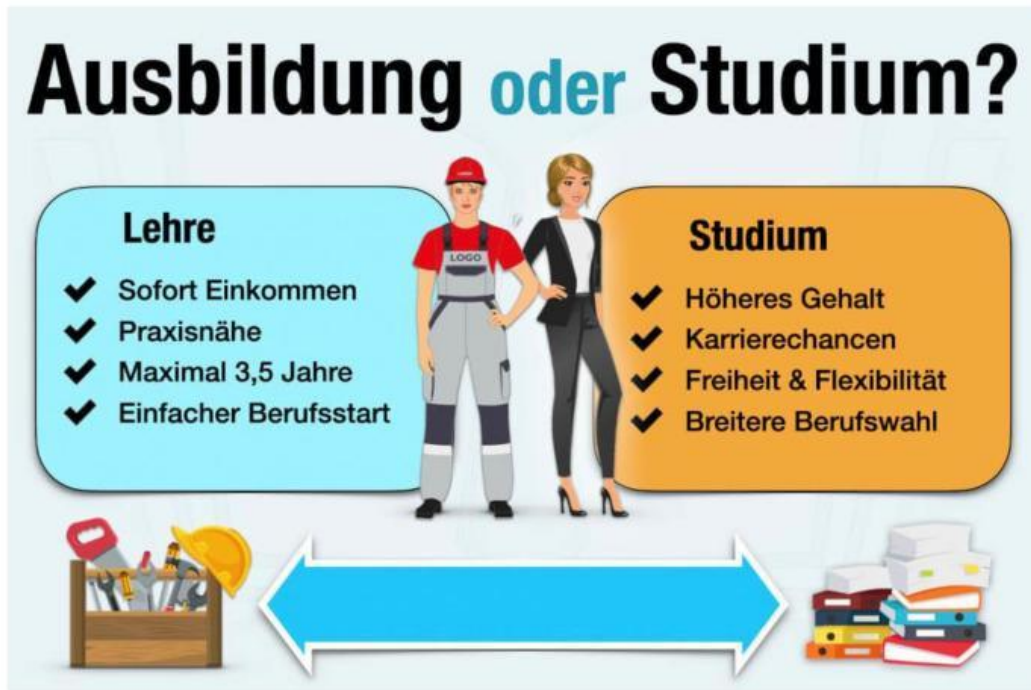 Ausbildung oder Studium?
Lehre
✔ Sofort Einkommen
✔ Praxisnähe
✔ Maximal 3,5 Jahre
✔ Einfacher Berufsstart
LOGO
Studium
✔ Höheres Gehalt
✔ Karrierechancen
✔ Freiheit & Flexibilität
✔ Breitere Berufswahl